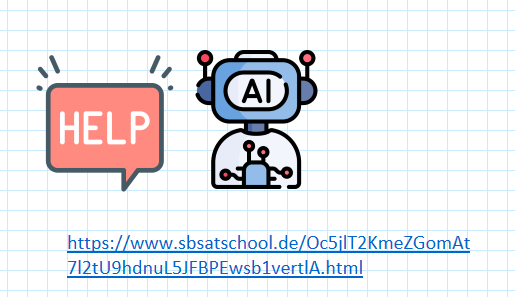 HELP
AI
https://www.sbsatschool.de/Oc5jlT2KmeZGomAt
7l2tU9hdnuL5JFBPEwsb1vertlA.html